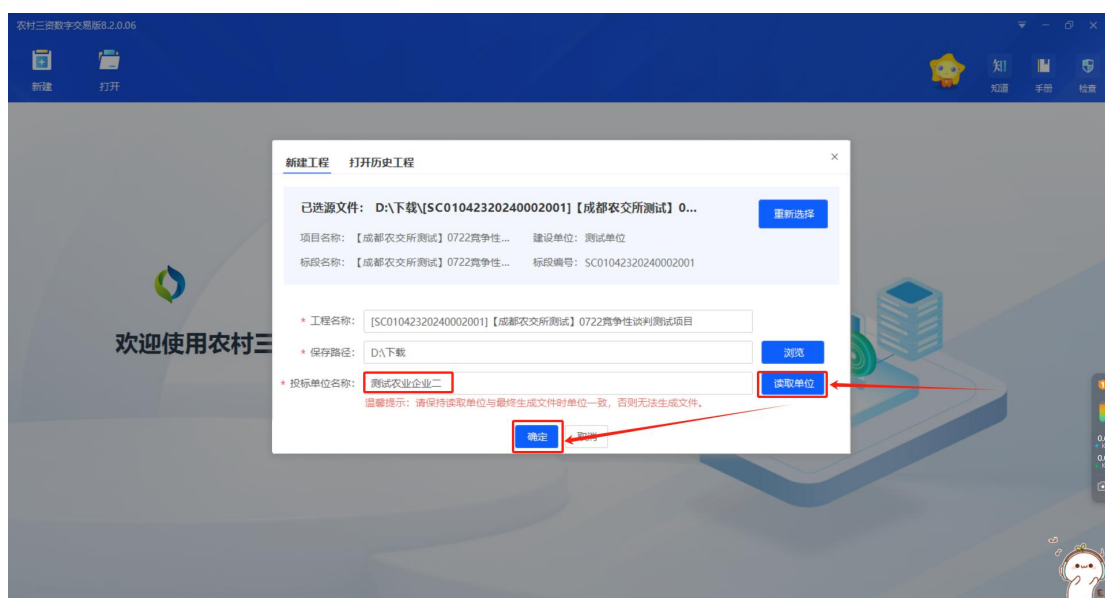 农村三资数字交易版8.2.0.06
新建
打开
知道
手册
检查
新建工程 打开历史工程
已选源文件： D:\下载\[SC01042320240002001]【成都农交所测试】0...
重新选择
项目名称：【成都农交所测试】0722竞争性... 建设单位：测试单位
标段名称：【成都农交所测试】0722竞争性... 标段编号：SC01042320240002001
欢迎使用农村三
* 工程名称： [SC01042320240002001]【成都农交所测试】0722竞争性谈判测试项目
* 保存路径： D:\下载 浏览
* 投标单位名称： 测试农业企业二 读取单位
温馨提示：请保持读取单位与最终生成文件时单位一致，否则无法生成文件。
确定 取消